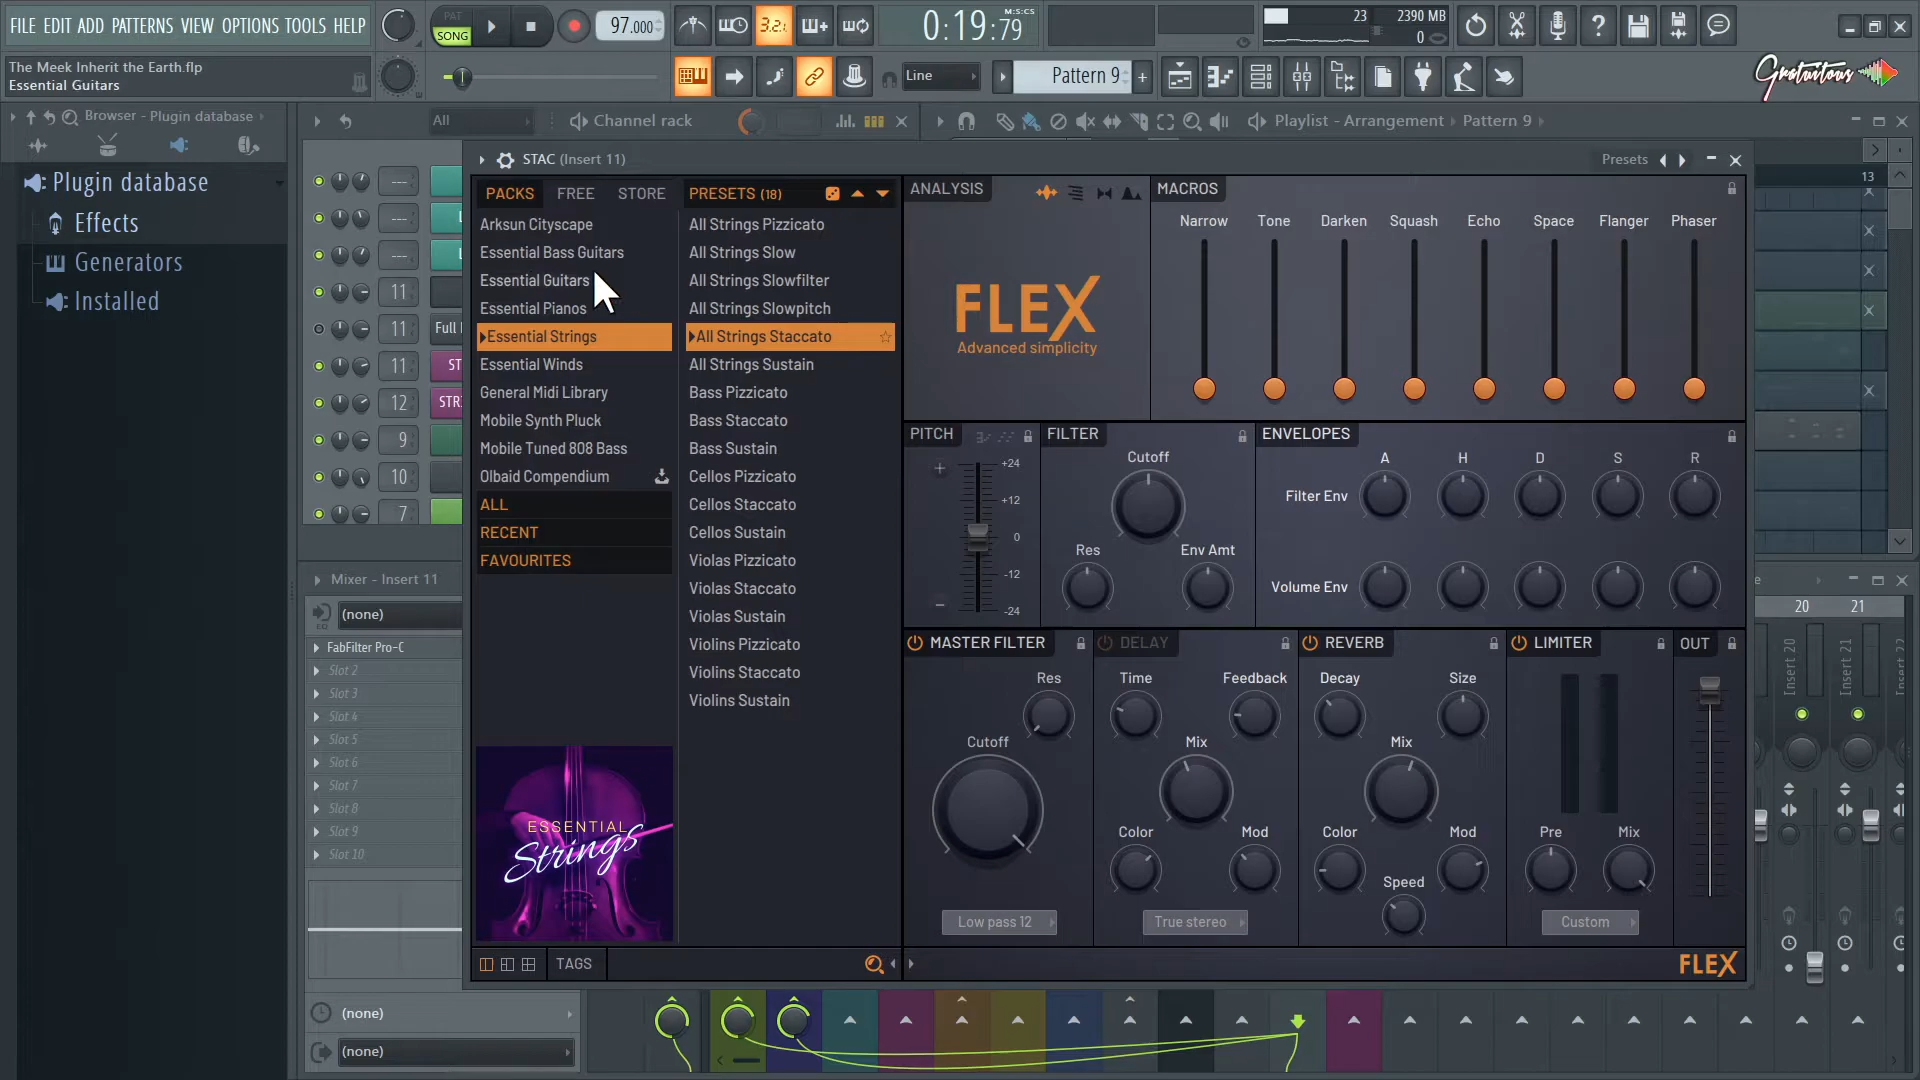 FILE EDIT ADD PATTERNS VIEW OPTIONS TOOLS HELP
PAT
SONG
97.000
3.2.:
0:19:79
M:S:CS
23
2390 MB
0
The Meek Inherit the Earth.flp
Essential Guitars
Line
Pattern 9
Gratuitous
Browser - Plugin database
All
Channel rack
Playlist - Arrangement
Pattern 9
Plugin database
Effects
Generators
Installed
13
---
---
---
11
11
Full
11
ST
12
STRI
9
10
7
STAC (Insert 11)
Presets
PACKS
FREE
STORE
PRESETS (18)
Arksun Cityscape
Essential Bass Guitars
Essential Guitars
Essential Pianos
Essential Strings
Essential Winds
General Midi Library
Mobile Synth Pluck
Mobile Tuned 808 Bass
Olbaid Compendium
ALL
RECENT
FAVOURITES
All Strings Pizzicato
All Strings Slow
All Strings Slowfilter
All Strings Slowpitch
All Strings Staccato
All Strings Sustain
Bass Pizzicato
Bass Staccato
Bass Sustain
Cellos Pizzicato
Cellos Staccato
Cellos Sustain
Violas Pizzicato
Violas Staccato
Violas Sustain
Violins Pizzicato
Violins Staccato
Violins Sustain
ESSENTIAL
Strings
TAGS
ANALYSIS
FLEX
Advanced simplicity
MACROS
Narrow
Tone
Darken
Squash
Echo
Space
Flanger
Phaser
PITCH
+24
+12
0
-12
-24
FILTER
Cutoff
Res
Env Amt
ENVELOPES
A
H
D
S
R
Filter Env
Volume Env
MASTER FILTER
Res
Cutoff
Low pass 12
DELAY
Time
Feedback
Mix
Color
Mod
True stereo
REVERB
Decay
Size
Mix
Color
Mod
Speed
LIMITER
Pre
Mix
Custom
OUT
FLEX
Mixer - Insert 11
(none)
FabFilter Pro-C
Slot 2
Slot 3
Slot 4
Slot 5
Slot 6
Slot 7
Slot 8
Slot 9
Slot 10
(none)
(none)
20
21
Insert 20
Insert 21